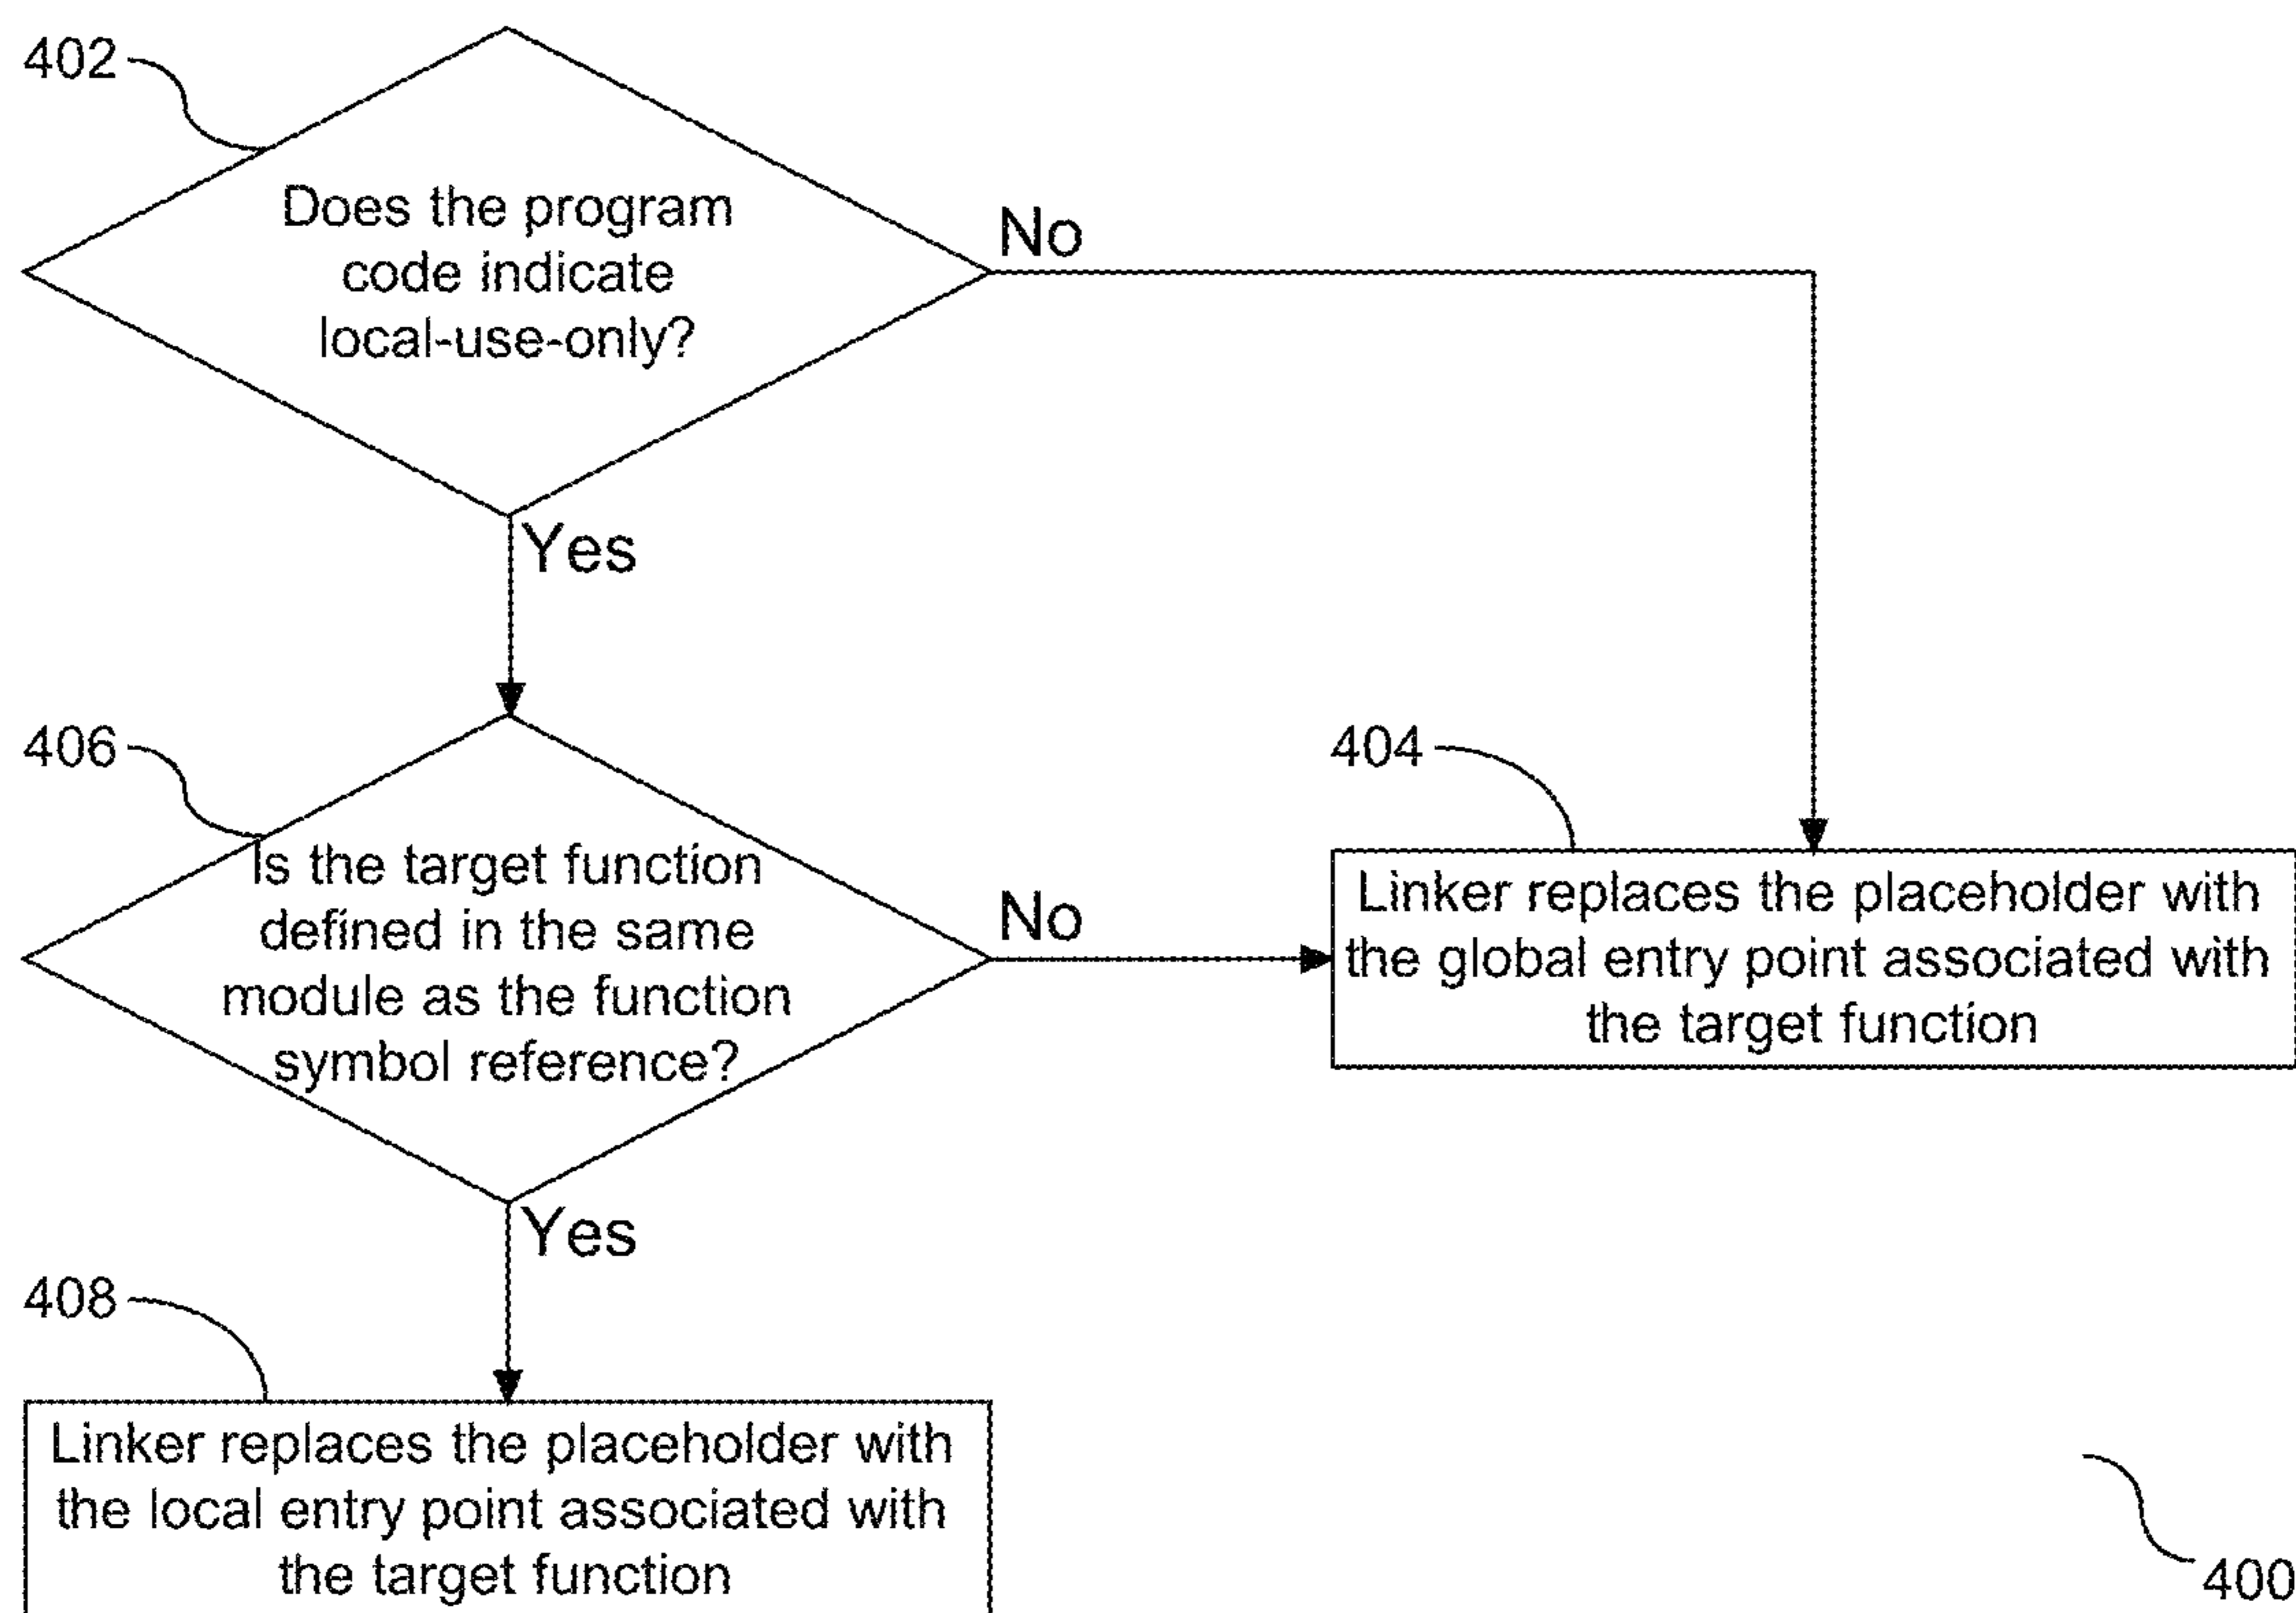 402
Does the program
code indicate
local-use-only?
No
Yes
406
Is the target function
defined in the same
module as the function
symbol reference?
No
404
Linker replaces the placeholder with
the global entry point associated with
the target function
Yes
408
Linker replaces the placeholder with
the local entry point associated with
the target function
400